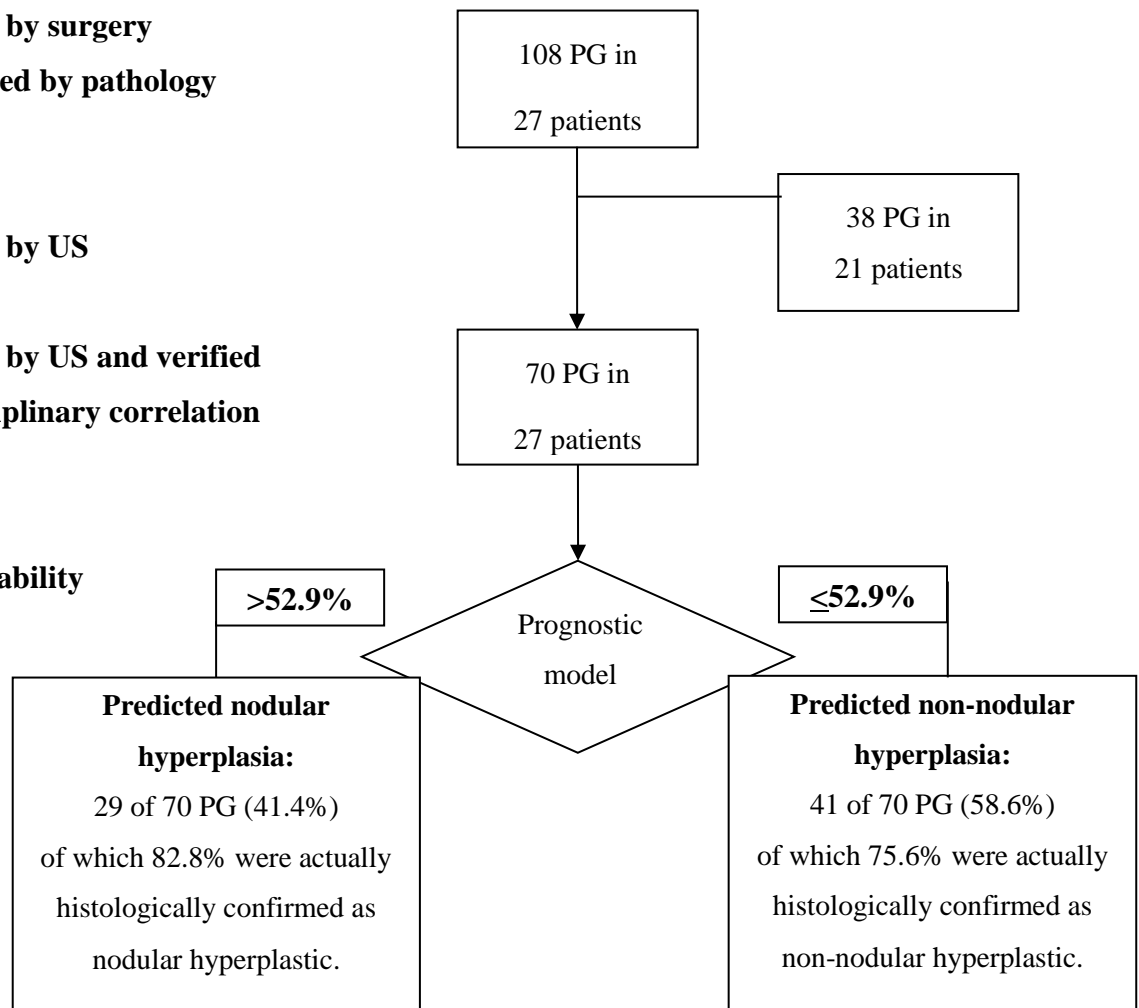 by surgery
ed by pathology
108 PG in
27 patients
38 PG in
21 patients
by US
by US and verified
iplinary correlation
70 PG in
27 patients
ability
>52.9%
≤52.9%
Prognostic
model
Predicted nodular
hyperplasia:
29 of 70 PG (41.4%)
of which 82.8% were actually
histologically confirmed as
nodular hyperplastic.
Predicted non-nodular
hyperplasia:
41 of 70 PG (58.6%)
of which 75.6% were actually
histologically confirmed as
non-nodular hyperplastic.